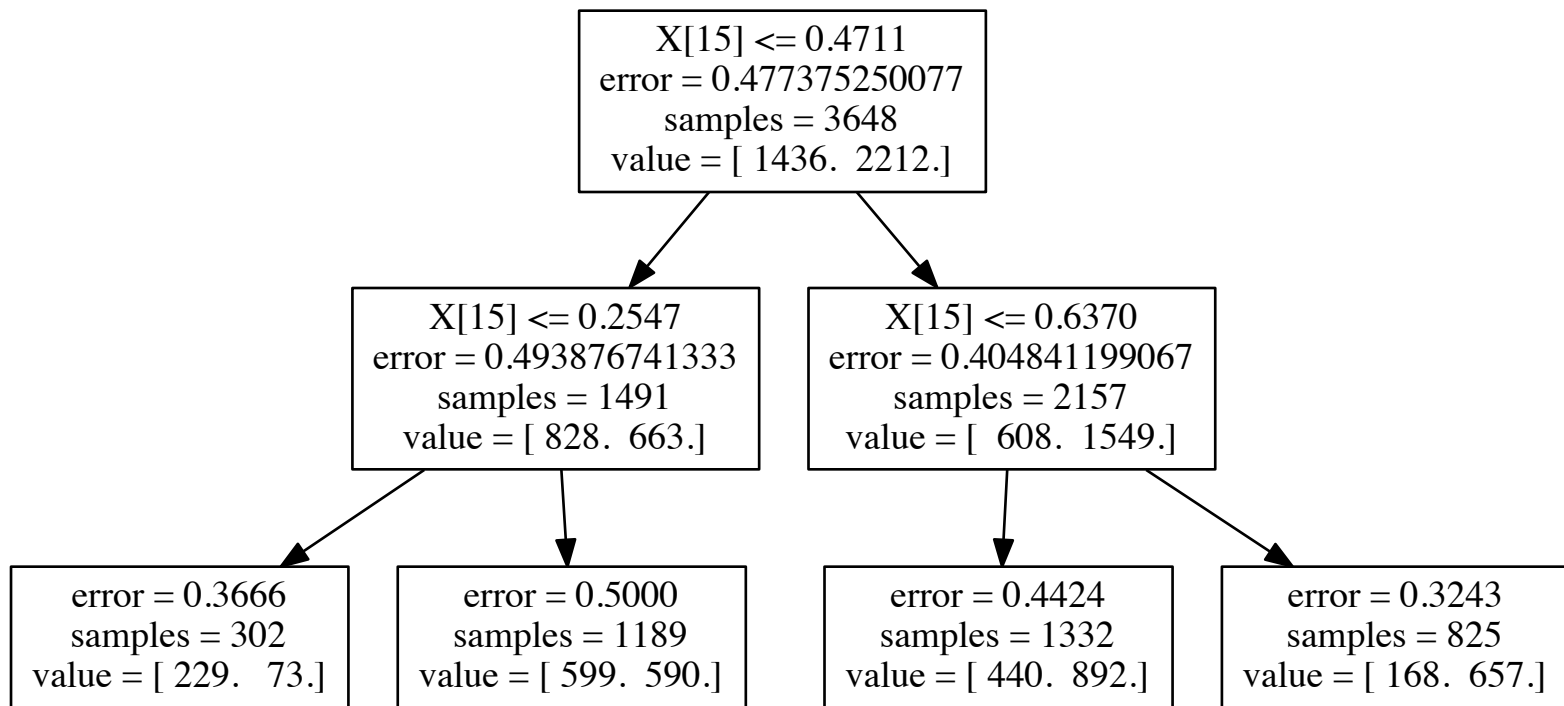 X[15] <= 0.4711
error = 0.477375250077
samples = 3648
value = [ 1436.  2212.]
X[15] <= 0.2547
error = 0.493876741333
samples = 1491
value = [ 828.  663.]
X[15] <= 0.6370
error = 0.404841199067
samples = 2157
value = [  608.  1549.]
error = 0.3666
samples = 302
value = [ 229.   73.]
error = 0.5000
samples = 1189
value = [ 599.  590.]
error = 0.4424
samples = 1332
value = [ 440.  892.]
error = 0.3243
samples = 825
value = [ 168.  657.]